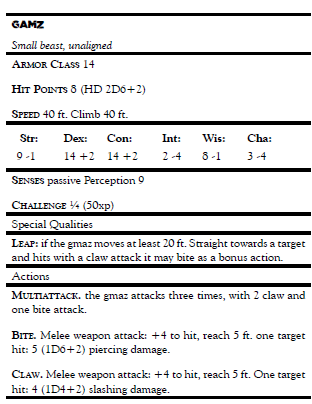 GAMZ
Small beast, unaligned
ARMOR CLASS 14
HIT POINTS 8 (HD 2D6+2)
SPEED 40 ft. Climb 40 ft.
Str: Dex: Con: Int: Wis: Cha:
9 -1 14 +2 14 +2 2 -4 8 -1 3 -4
SENSES passive Perception 9
CHALLENGE ¼ (50xp)
Special Qualities
LEAP: if the gmaz moves at least 20 ft. Straight towards a target
and hits with a claw attack it may bite as a bonus action.
Actions
MULTIATTACK. the gmaz attacks three times, with 2 claw and
one bite attack.
BITE. Melee weapon attack: +4 to hit, reach 5 ft. one target
hit: 5 (1D6+2) piercing damage.
CLAW. Melee weapon attack: +4 to hit, reach 5 ft. One target
hit: 4 (1D4+2) slashing damage.